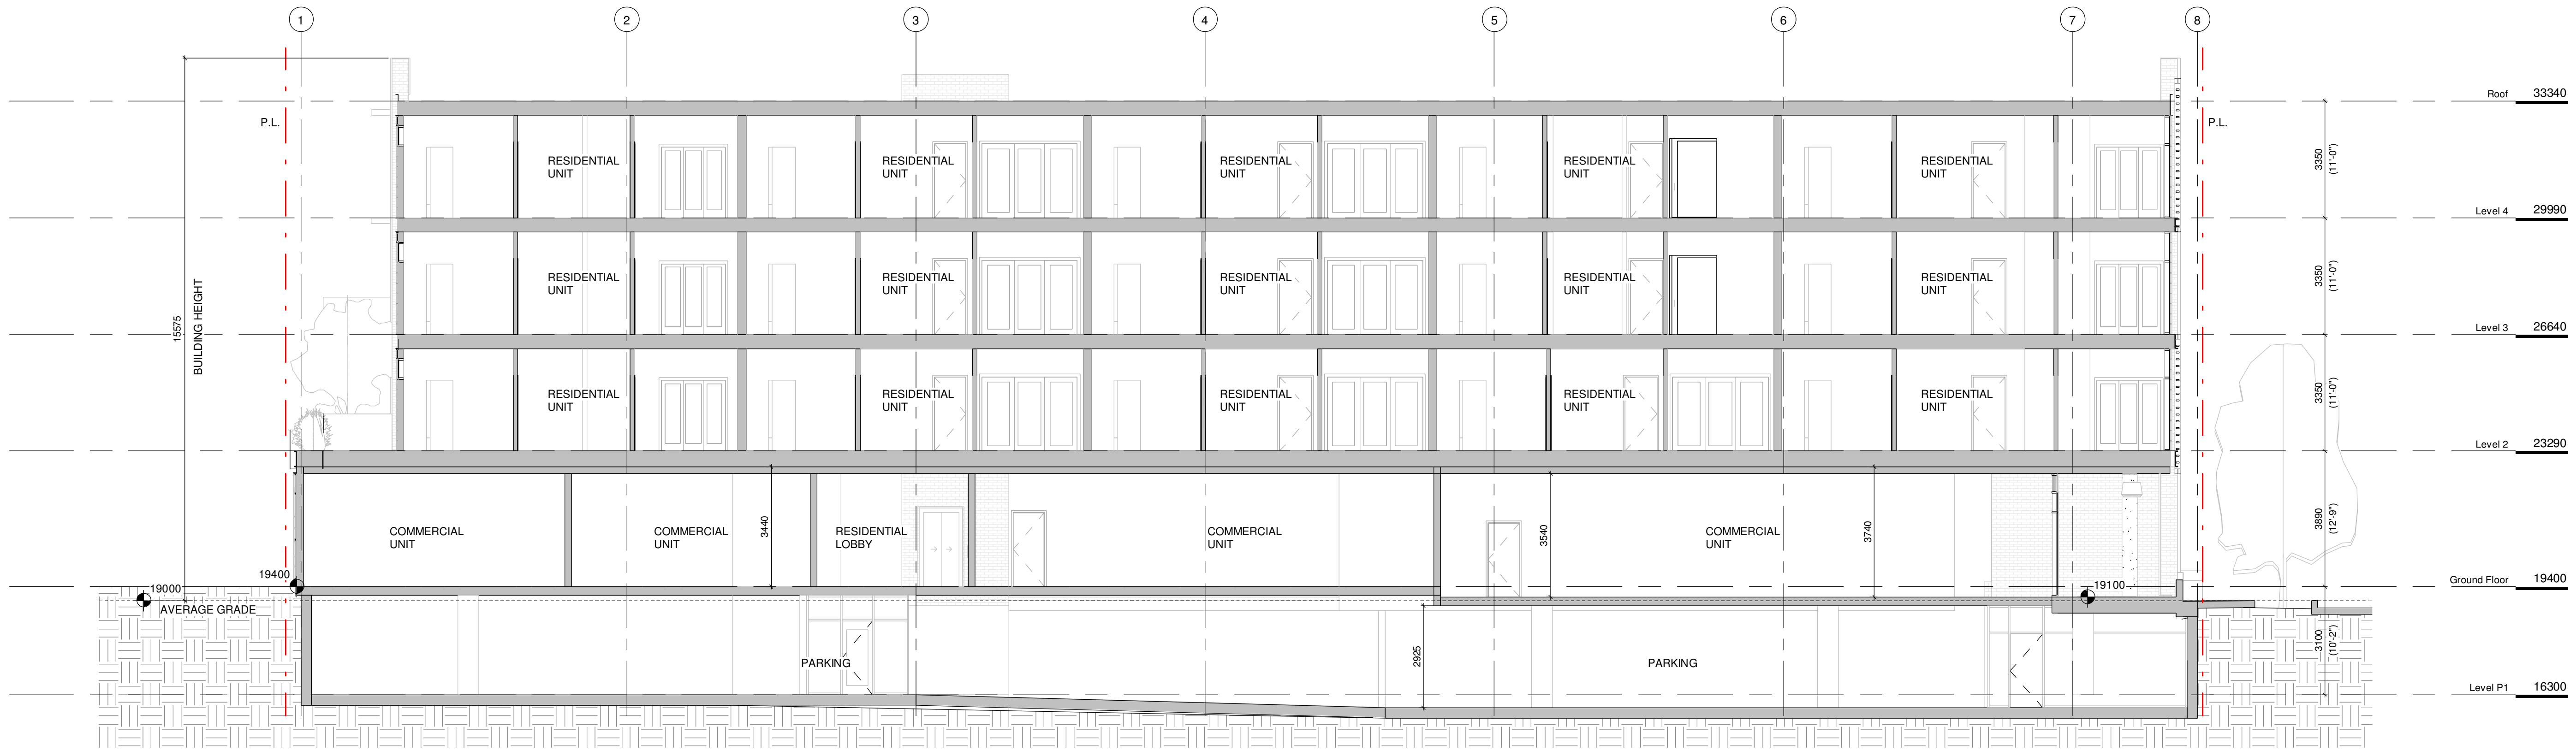 1
2
3
4
5
6
7
8
Roof 33340
P.L.
P.L.
RESIDENTIAL
UNIT
RESIDENTIAL
UNIT
RESIDENTIAL
UNIT
RESIDENTIAL
UNIT
RESIDENTIAL
UNIT
3350
(11'-0")
Level 4 29990
15575
BUILDING HEIGHT
RESIDENTIAL
UNIT
RESIDENTIAL
UNIT
RESIDENTIAL
UNIT
RESIDENTIAL
UNIT
RESIDENTIAL
UNIT
3350
(11'-0")
Level 3 26640
RESIDENTIAL
UNIT
RESIDENTIAL
UNIT
RESIDENTIAL
UNIT
RESIDENTIAL
UNIT
RESIDENTIAL
UNIT
3350
(11'-0")
Level 2 23290
COMMERCIAL
UNIT
COMMERCIAL
UNIT
3440
RESIDENTIAL
LOBBY
COMMERCIAL
UNIT
3540
COMMERCIAL
UNIT
3740
3890
(12'-9")
19400
19000
AVERAGE GRADE
19100
Ground Floor 19400
PARKING
2925
PARKING
3100
(10'-2")
Level P1 16300